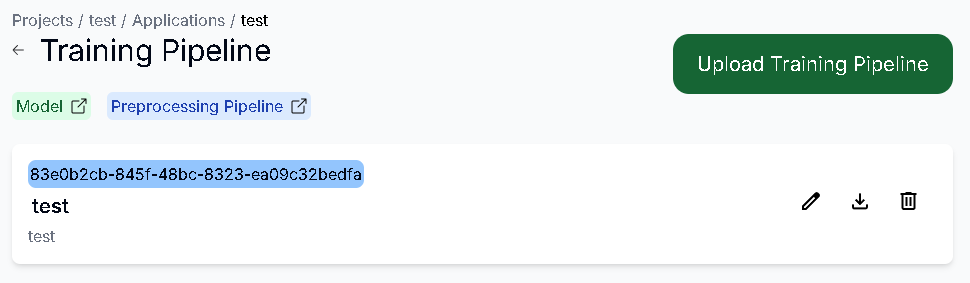 Projects / test / Applications / test
← Training Pipeline
Upload Training Pipeline
Model
Preprocessing Pipeline
83e0b2cb-845f-48bc-8323-ea09c32bedfa
test
test